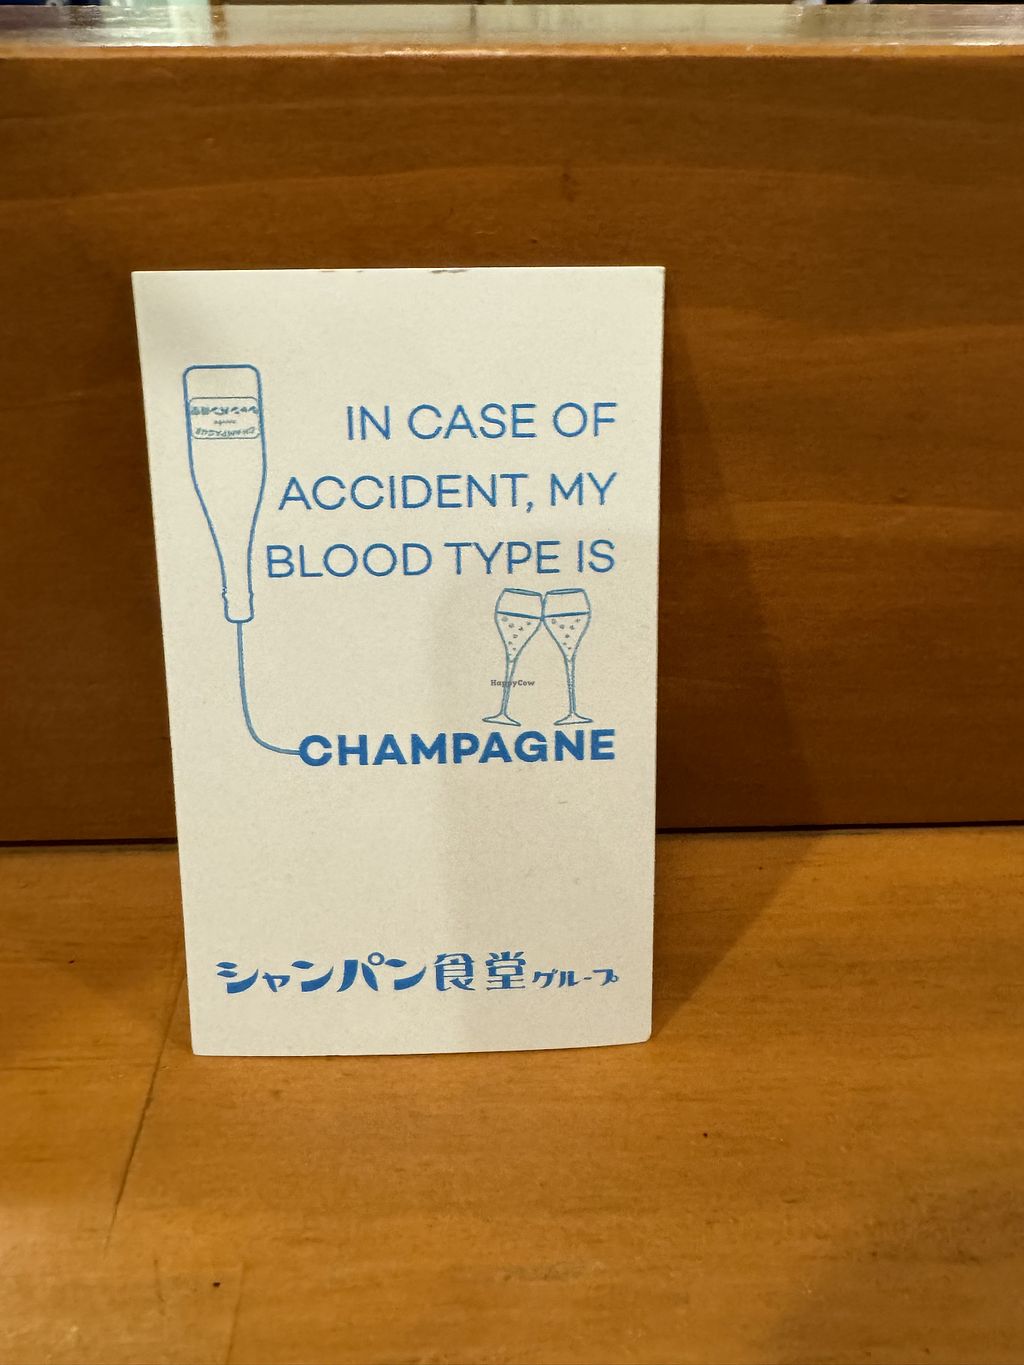 IN CASE OF
ACCIDENT, MY
BLOOD TYPE IS
HappyCow
CHAMPAGNE
シャンパン食堂グループ